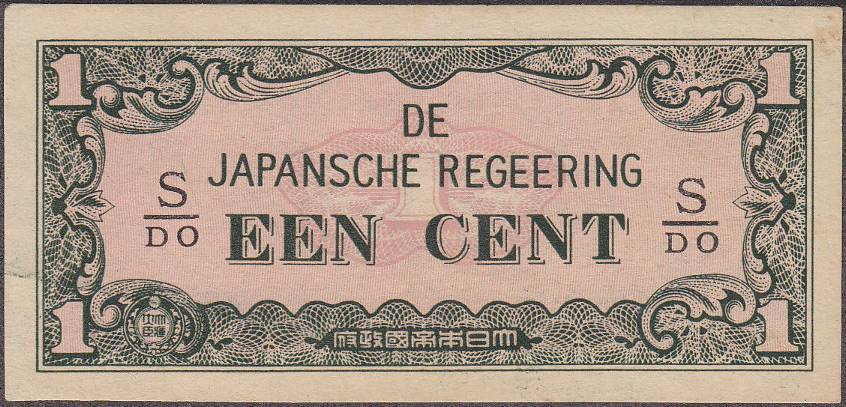 1 1
DE
JAPANSCHE REGEERING
S S
DO DO
EEN CENT
1 1
大日本帝國政府